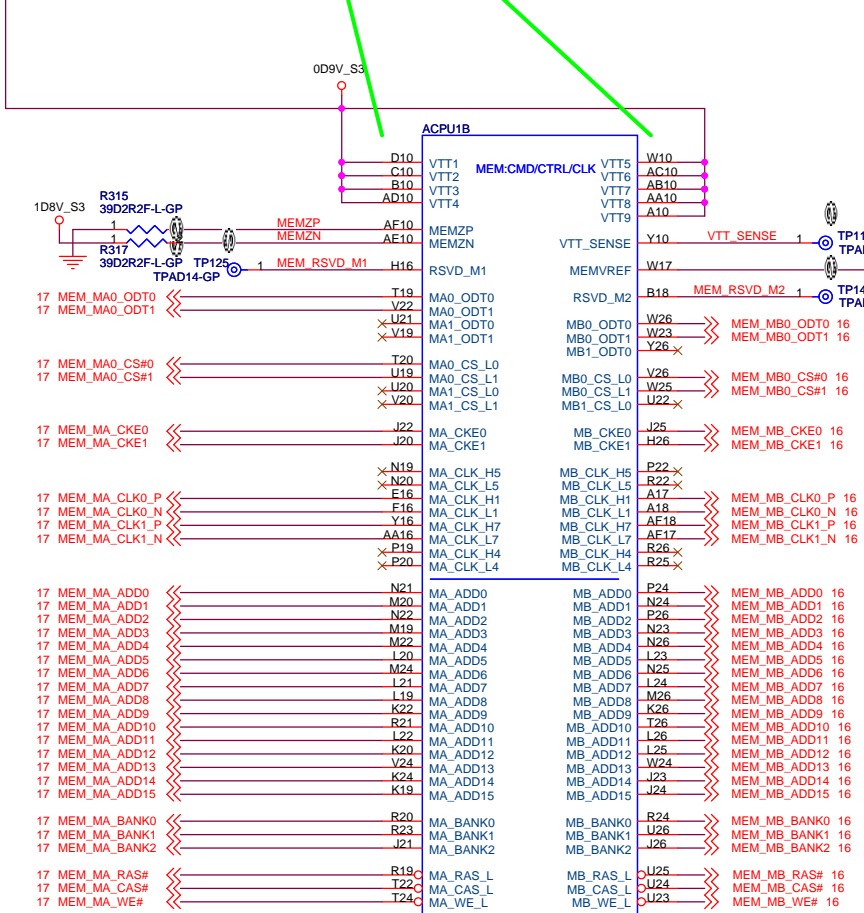 0D9V_S3
ACPU1B
MEM:CMD/CTRL/CLK
D10 VTT1 VTT5 W10
C10 VTT2 VTT6 AC10
B10 VTT3 VTT7 AB10
AD10 VTT4 VTT8 AA10
VTT9 A10
R315
39D2R2F-L-GP
1D8V_S3
1 MEMZP AF10 MEMZP
1 MEMZN AE10 MEMZN VTT_SENSE Y10 VTT_SENSE 1 TP11
TPA
R317
39D2R2F-L-GP
TP125
TPAD14-GP
1 MEM_RSVD_M1 H16 RSVD_M1 MEMVREF W17
RSVD_M2 B18 MEM_RSVD_M2 1 TP14
TPA
17 MEM_MA0_ODT0 T19 MA0_ODT0
17 MEM_MA0_ODT1 V22 MA0_ODT1
U21 MA1_ODT0 MB0_ODT0 W26 MEM_MB0_ODT0 16
V19 MA1_ODT1 MB0_ODT1 W23 MEM_MB0_ODT1 16
MB1_ODT0 Y26
17 MEM_MA0_CS#0 T20 MA0_CS_L0
17 MEM_MA0_CS#1 U19 MA0_CS_L1 MB0_CS_L0 V26 MEM_MB0_CS#0 16
U20 MA1_CS_L0 MB0_CS_L1 W25 MEM_MB0_CS#1 16
V20 MA1_CS_L1 MB1_CS_L0 U22
17 MEM_MA_CKE0 J22 MA_CKE0 MB_CKE0 J25 MEM_MB_CKE0 16
17 MEM_MA_CKE1 J20 MA_CKE1 MB_CKE1 H26 MEM_MB_CKE1 16
N19 MA_CLK_H5 MB_CLK_H5 P22
N20 MA_CLK_L5 MB_CLK_L5 R22
17 MEM_MA_CLK0_P E16 MA_CLK_H1 MB_CLK_H1 A17 MEM_MB_CLK0_P 16
17 MEM_MA_CLK0_N F16 MA_CLK_L1 MB_CLK_L1 A18 MEM_MB_CLK0_N 16
17 MEM_MA_CLK1_P Y16 MA_CLK_H7 MB_CLK_H7 AF18 MEM_MB_CLK1_P 16
17 MEM_MA_CLK1_N AA16 MA_CLK_L7 MB_CLK_L7 AF17 MEM_MB_CLK1_N 16
P19 MA_CLK_H4 MB_CLK_H4 R26
P20 MA_CLK_L4 MB_CLK_L4 R25
17 MEM_MA_ADD0 N21 MA_ADD0 MB_ADD0 P24 MEM_MB_ADD0 16
17 MEM_MA_ADD1 M20 MA_ADD1 MB_ADD1 N24 MEM_MB_ADD1 16
17 MEM_MA_ADD2 N22 MA_ADD2 MB_ADD2 P26 MEM_MB_ADD2 16
17 MEM_MA_ADD3 M19 MA_ADD3 MB_ADD3 N23 MEM_MB_ADD3 16
17 MEM_MA_ADD4 M22 MA_ADD4 MB_ADD4 N26 MEM_MB_ADD4 16
17 MEM_MA_ADD5 L20 MA_ADD5 MB_ADD5 L23 MEM_MB_ADD5 16
17 MEM_MA_ADD6 M24 MA_ADD6 MB_ADD6 N25 MEM_MB_ADD6 16
17 MEM_MA_ADD7 L21 MA_ADD7 MB_ADD7 L24 MEM_MB_ADD7 16
17 MEM_MA_ADD8 L19 MA_ADD8 MB_ADD8 M26 MEM_MB_ADD8 16
17 MEM_MA_ADD9 K22 MA_ADD9 MB_ADD9 K26 MEM_MB_ADD9 16
17 MEM_MA_ADD10 R21 MA_ADD10 MB_ADD10 T26 MEM_MB_ADD10 16
17 MEM_MA_ADD11 L22 MA_ADD11 MB_ADD11 L26 MEM_MB_ADD11 16
17 MEM_MA_ADD12 K20 MA_ADD12 MB_ADD12 L25 MEM_MB_ADD12 16
17 MEM_MA_ADD13 V24 MA_ADD13 MB_ADD13 W24 MEM_MB_ADD13 16
17 MEM_MA_ADD14 K24 MA_ADD14 MB_ADD14 J23 MEM_MB_ADD14 16
17 MEM_MA_ADD15 K19 MA_ADD15 MB_ADD15 J24 MEM_MB_ADD15 16
17 MEM_MA_BANK0 R20 MA_BANK0 MB_BANK0 R24 MEM_MB_BANK0 16
17 MEM_MA_BANK1 R23 MA_BANK1 MB_BANK1 U26 MEM_MB_BANK1 16
17 MEM_MA_BANK2 J21 MA_BANK2 MB_BANK2 J26 MEM_MB_BANK2 16
17 MEM_MA_RAS# R19 MA_RAS_L MB_RAS_L U25 MEM_MB_RAS# 16
17 MEM_MA_CAS# T22 MA_CAS_L MB_CAS_L U24 MEM_MB_CAS# 16
17 MEM_MA_WE# T24 MA_WE_L MB_WE_L U23 MEM_MB_WE# 16